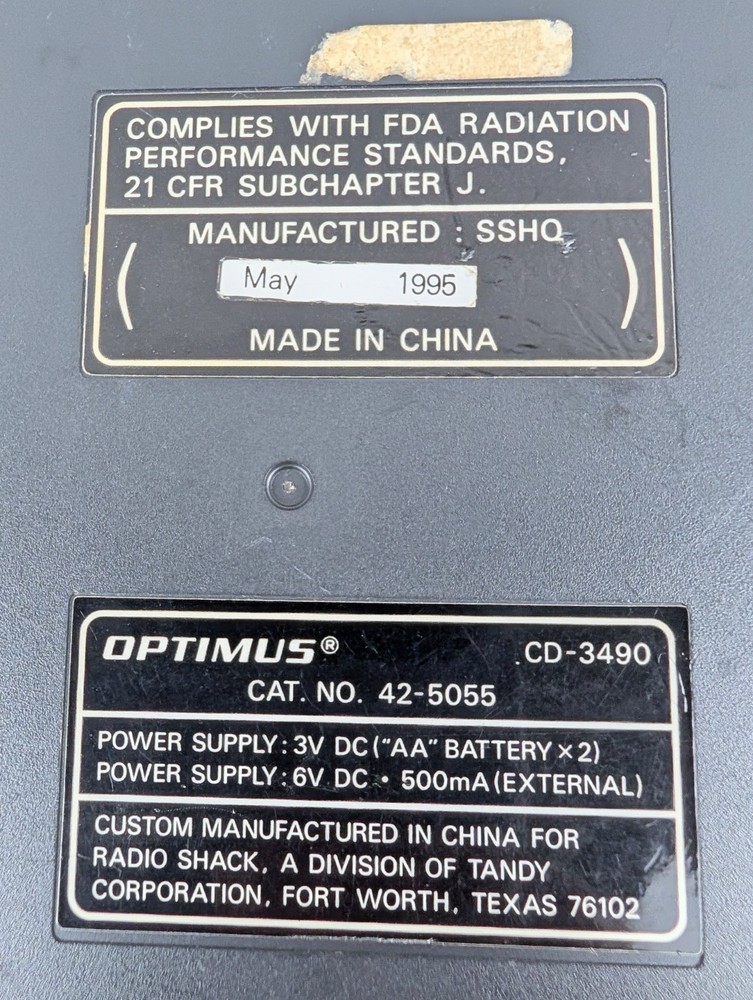 COMPLIES WITH FDA RADIATION
PERFORMANCE STANDARDS,
21 CFR SUBCHAPTER J.
MANUFACTURED : SSHQ
May 1995
MADE IN CHINA
OPTIMUS® CD-3490
CAT. NO. 42-5055
POWER SUPPLY: 3V DC ("AA" BATTERY × 2)
POWER SUPPLY: 6V DC • 500mA (EXTERNAL)
CUSTOM MANUFACTURED IN CHINA FOR
RADIO SHACK, A DIVISION OF TANDY
CORPORATION, FORT WORTH, TEXAS 76102